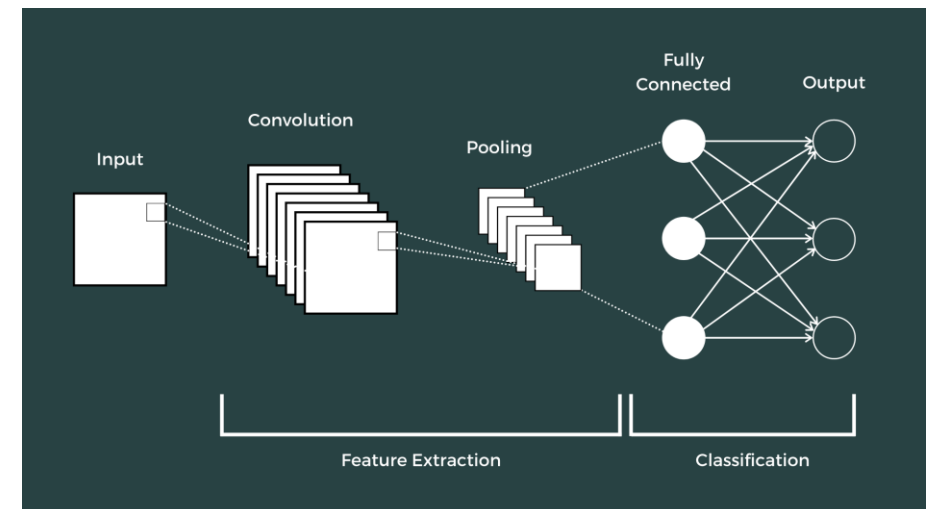 Input
Convolution
Pooling
Fully
Connected
Output
Feature Extraction
Classification